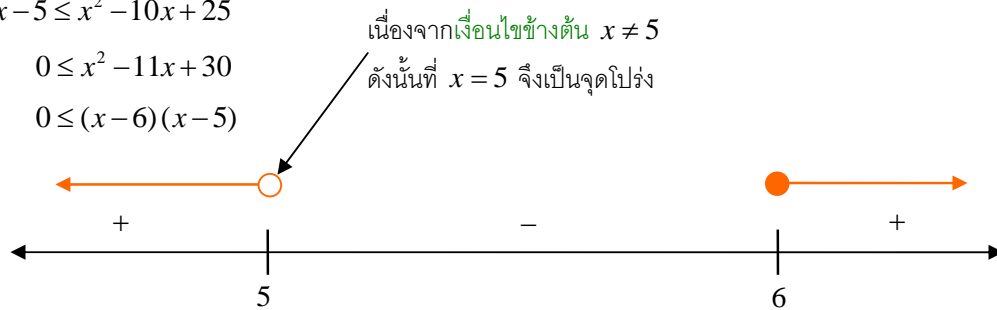 x − 5 ≤ x² − 10x + 25
0 ≤ x² − 11x + 30
0 ≤ (x − 6)(x − 5)
เนื่องจากเงื่อนไขข้างต้น x ≠ 5
ดังนั้นที่ x = 5 จึงเป็นจุดโปร่ง
+ − +
5 6